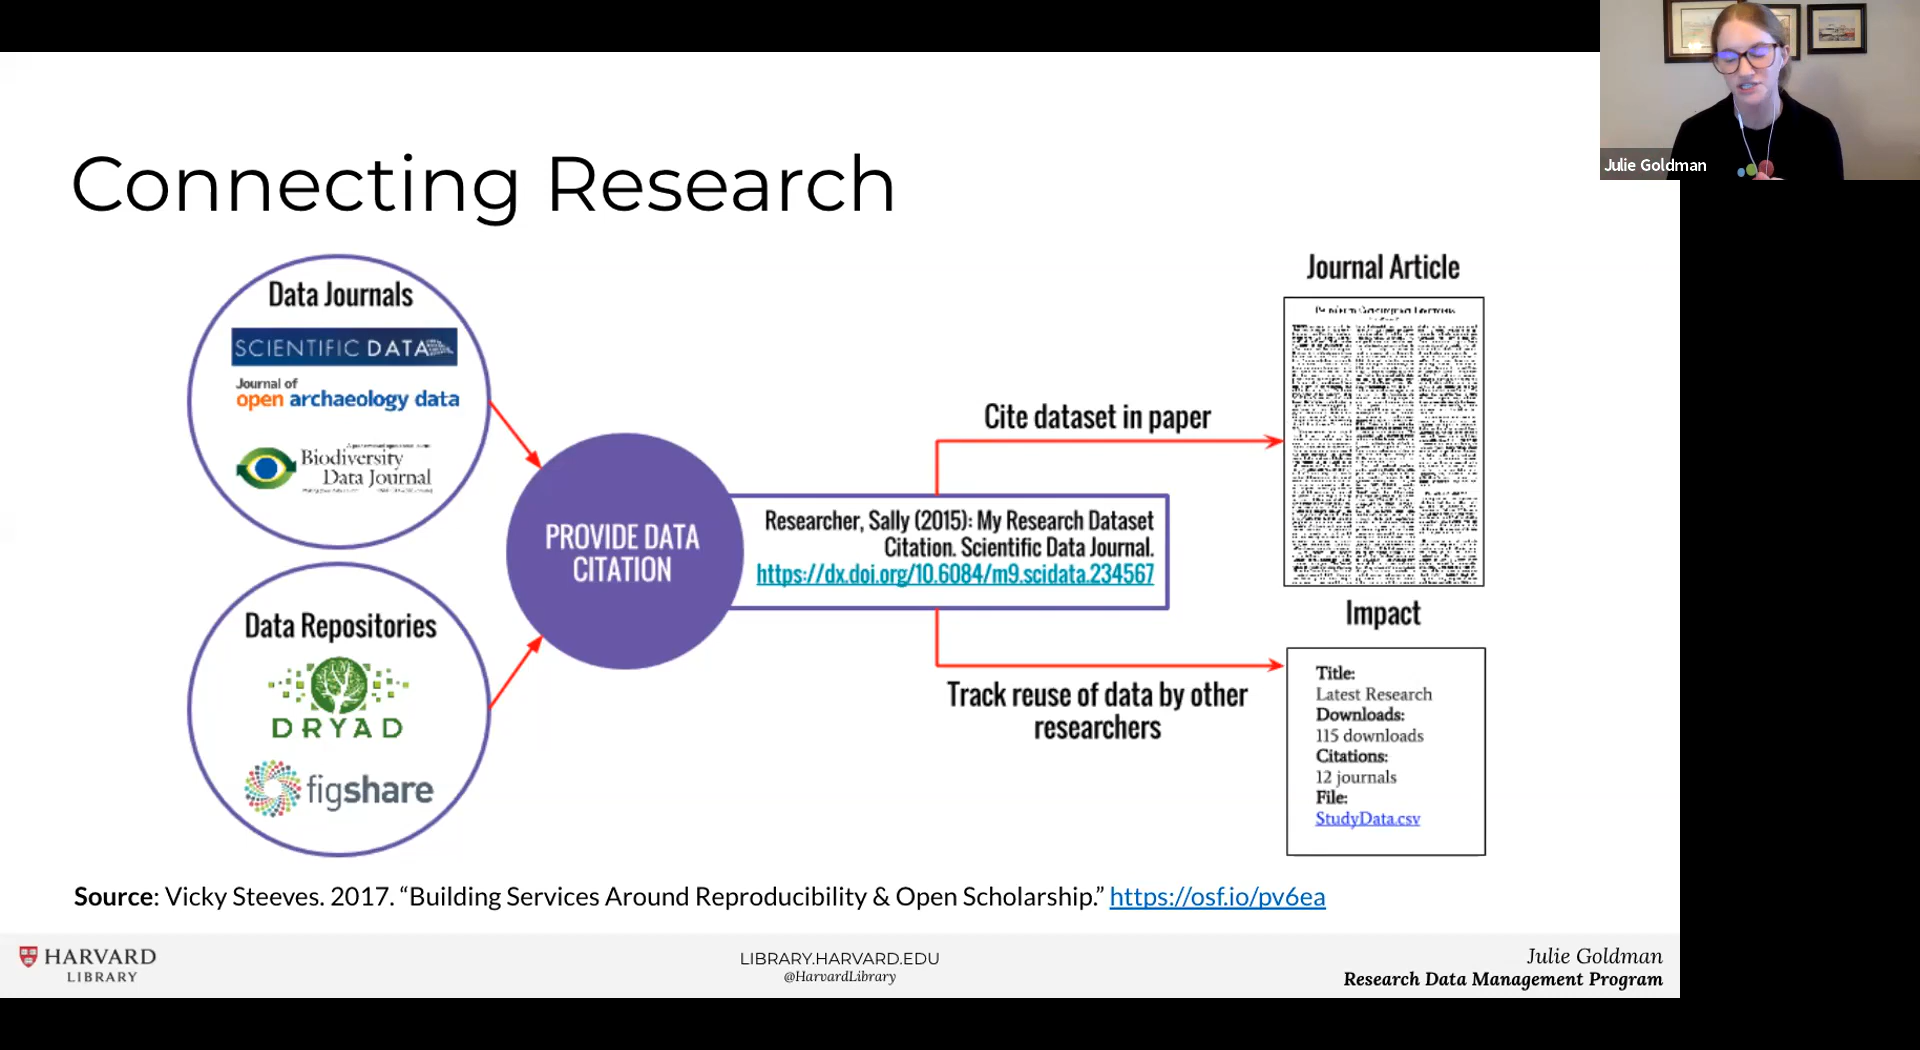 Julie Goldman
Connecting Research
Data Journals
SCIENTIFIC DATA
Journal of
open archaeology data
Biodiversity
Data Journal
Data Repositories
DRYAD
figshare
PROVIDE DATA
CITATION
Researcher, Sally (2015): My Research Dataset
Citation. Scientific Data Journal.
https://dx.doi.org/10.6084/m9.scidata.234567
Cite dataset in paper
Track reuse of data by other
researchers
Journal Article
Impact
Title:
Latest Research
Downloads:
115 downloads
Citations:
12 journals
File:
StudyData.csv
Source: Vicky Steeves. 2017. “Building Services Around Reproducibility & Open Scholarship.” https://osf.io/pv6ea
HARVARD
LIBRARY
LIBRARY.HARVARD.EDU
@HarvardLibrary
Julie Goldman
Research Data Management Program